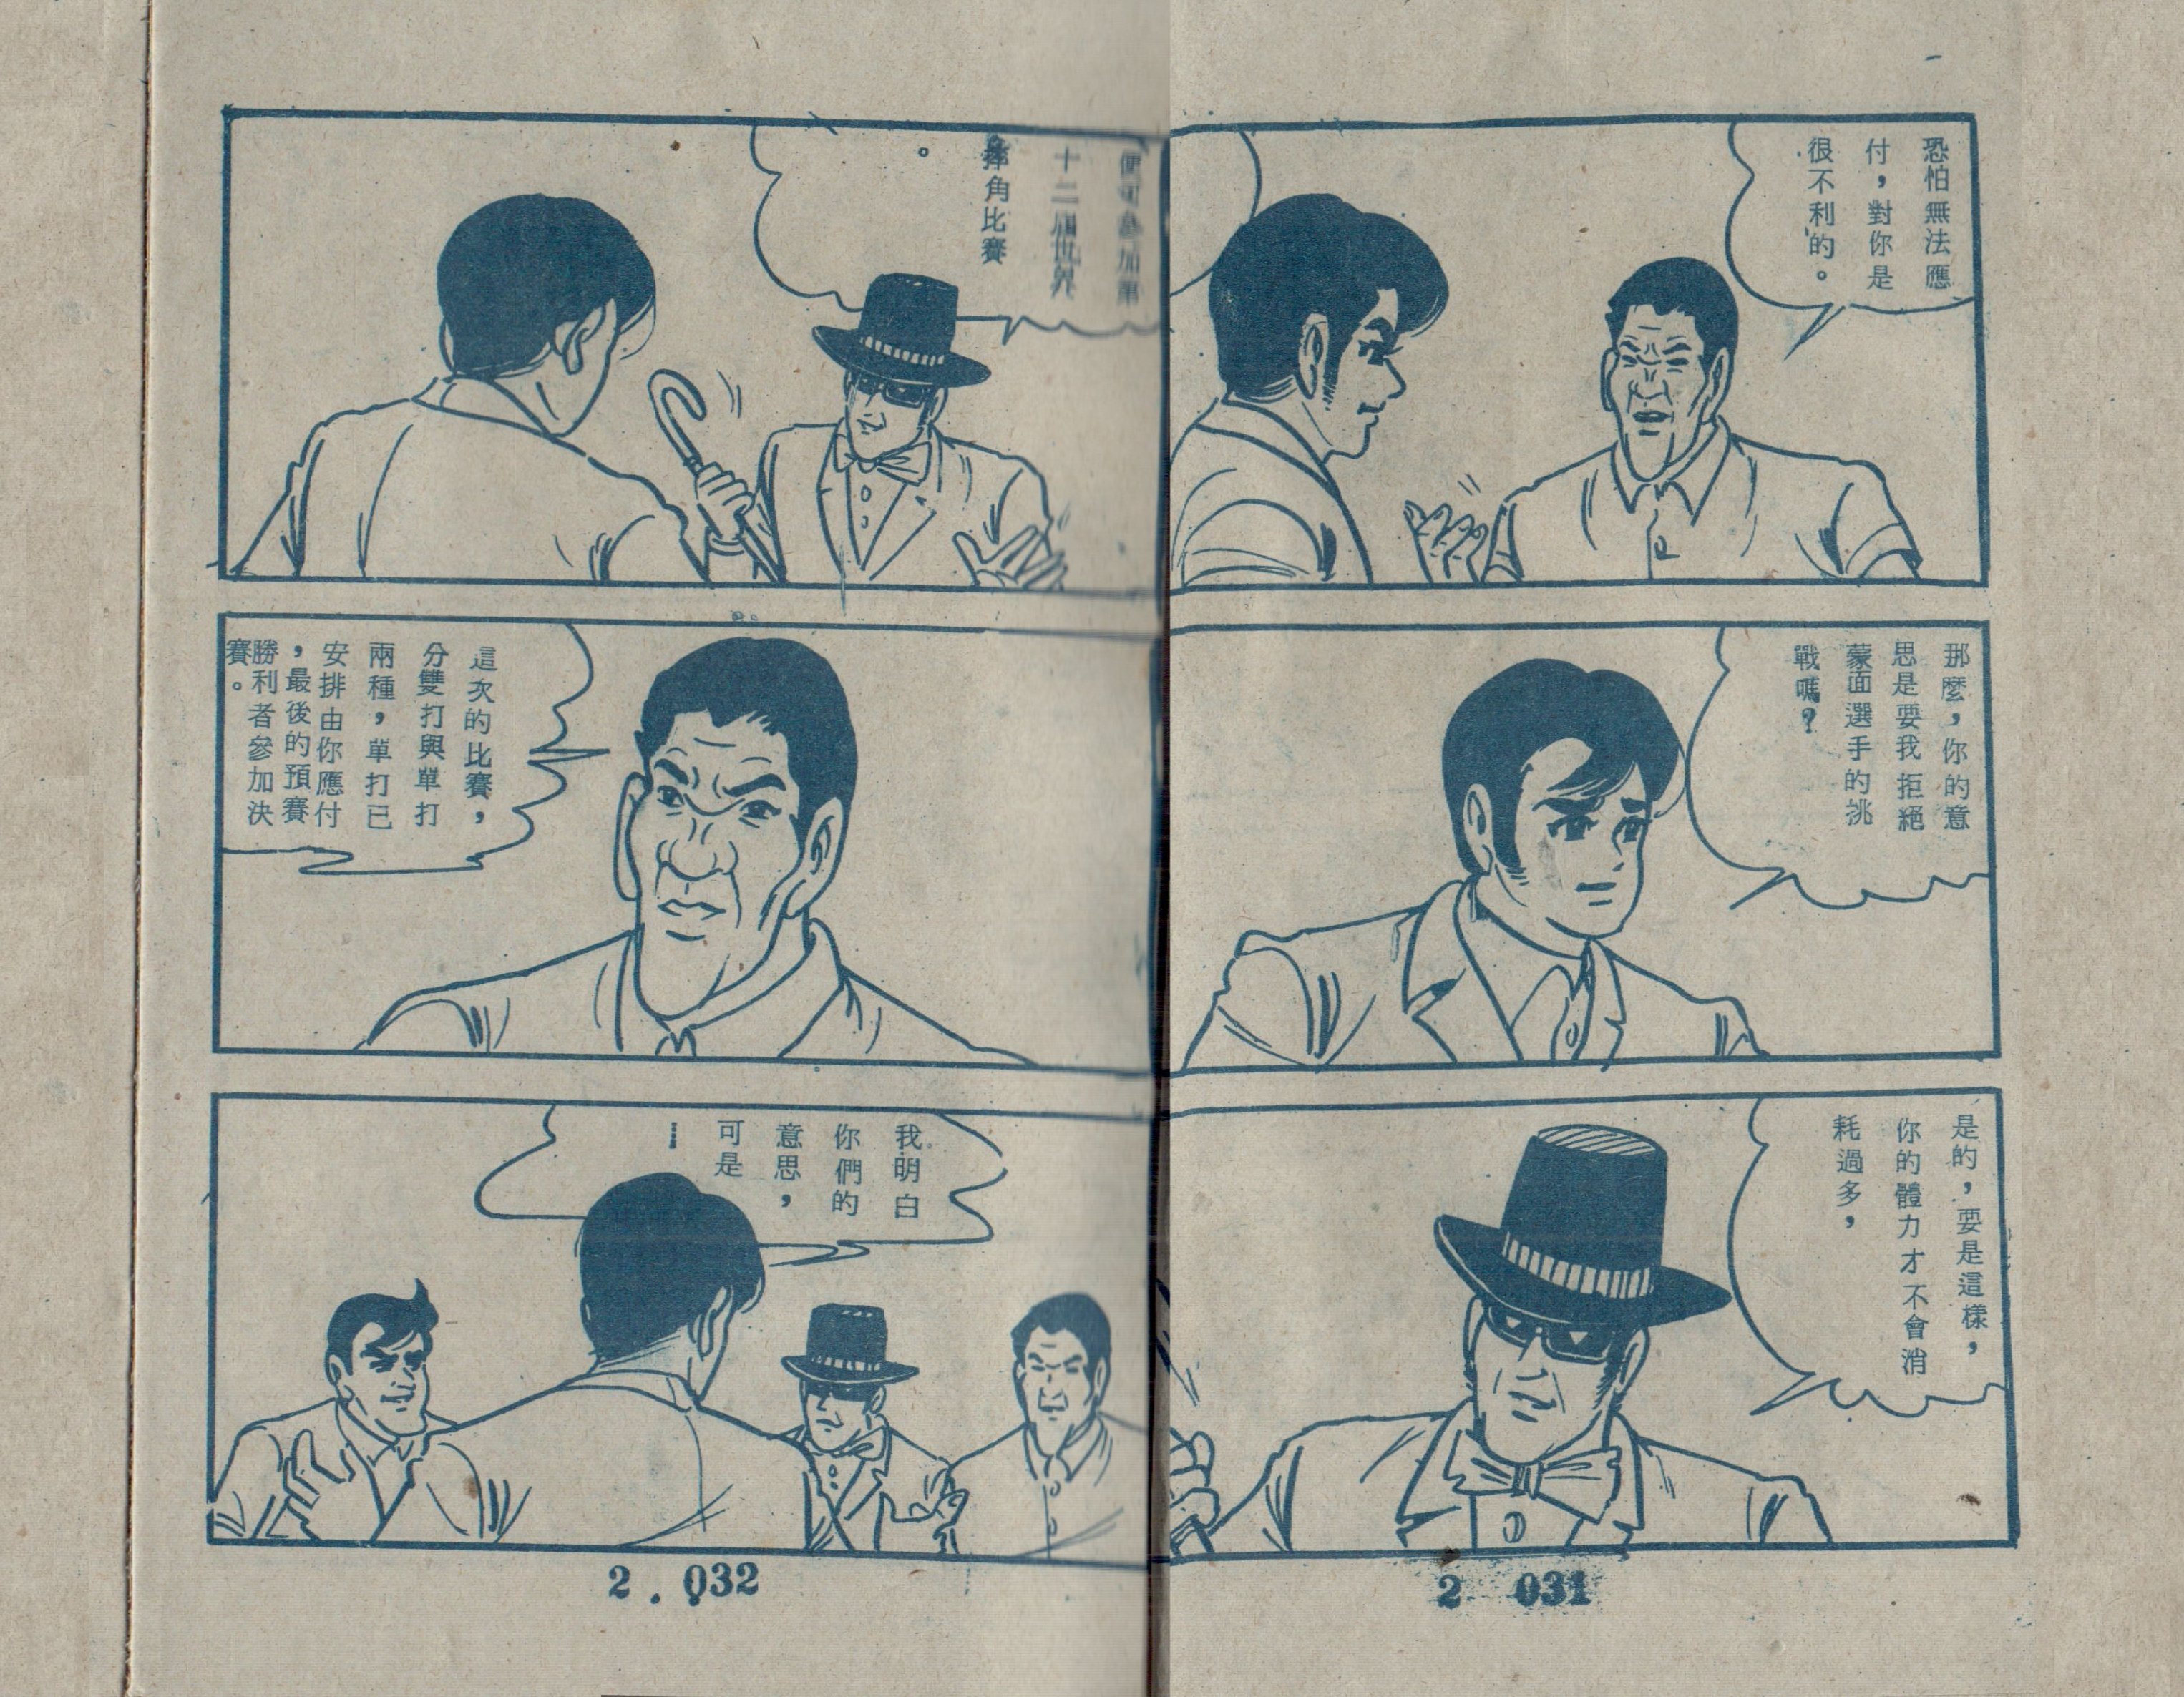 恐怕無法應
付，對你是
很不利的。
那麼，你的意
思是要我拒絕
蒙面選手的挑
戰嗎？
是的，要是這樣，
你的體力才不會消
耗過多，
2 031
便可參加第
十二屆世界
摔角比賽
。
這次的比賽，
分雙打與單打
兩種，單打已
安排由你應付
，最後的預賽
勝利者參加決
賽。
我明白
你們的
意思，
可是
…
2.032